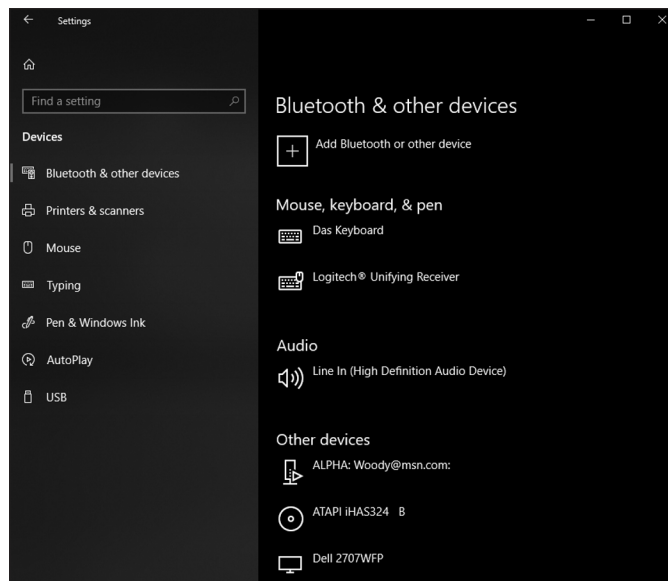 Settings
Find a setting
Devices
Bluetooth & other devices
Printers & scanners
Mouse
Typing
Pen & Windows Ink
AutoPlay
USB
Bluetooth & other devices
Add Bluetooth or other device
Mouse, keyboard, & pen
Das Keyboard
Logitech® Unifying Receiver
Audio
Line In (High Definition Audio Device)
Other devices
ALPHA: Woody@msn.com:
ATAPI iHAS324   B
Dell 2707WFP